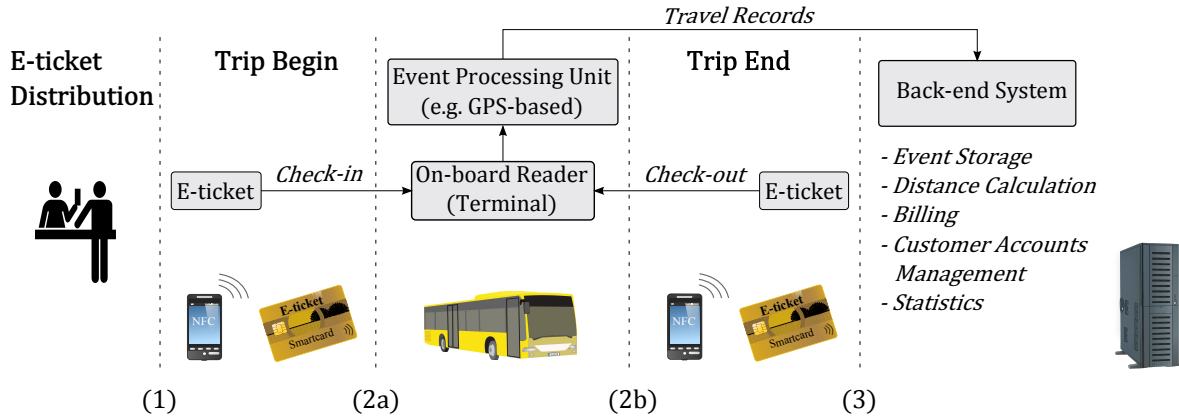 Travel Records
E-ticket
Distribution
Trip Begin
Event Processing Unit
(e.g. GPS-based)
Trip End
Back-end System
E-ticket
Check-in
On-board Reader
(Terminal)
Check-out
E-ticket
- Event Storage
- Distance Calculation
- Billing
- Customer Accounts
Management
- Statistics
NFC
E-ticket
Smartcard
NFC
E-ticket
Smartcard
(1)
(2a)
(2b)
(3)